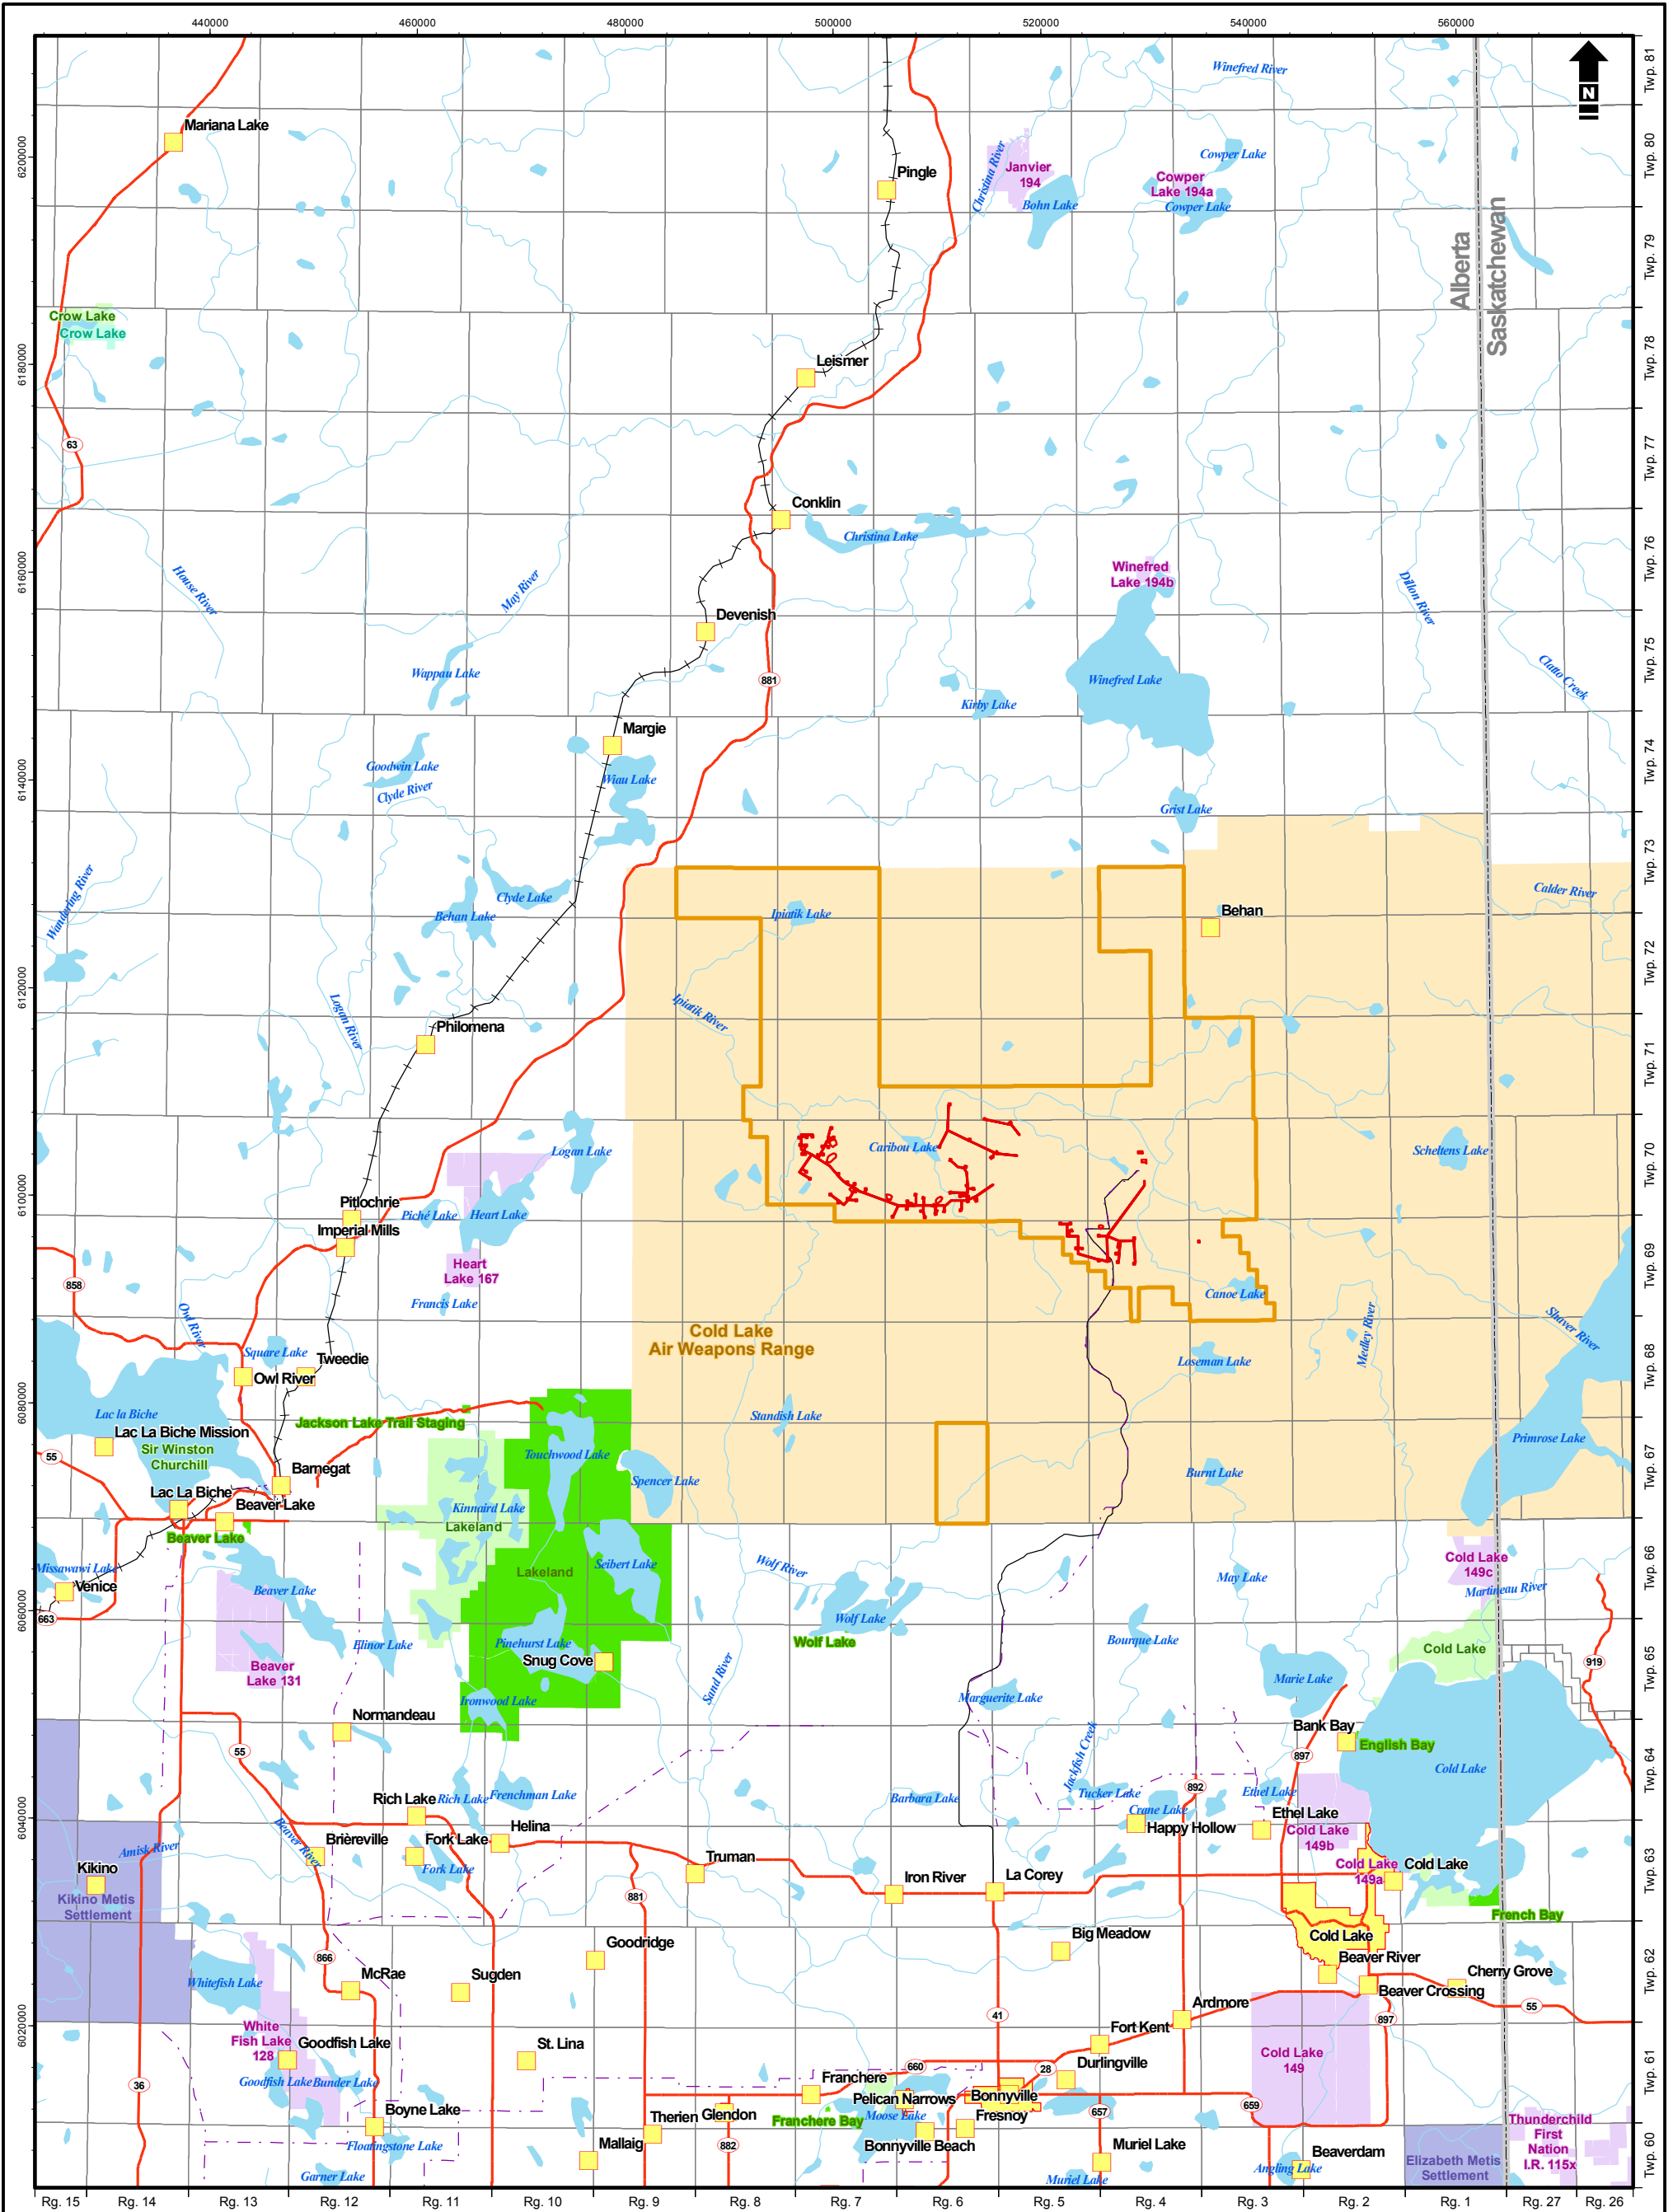 440000
460000
480000
500000
520000
540000
560000
Winefred River
N
Twp. 81
Mariana Lake
6200000
Pingle
Christina River
Janvier
194
Bohn Lake
Cowper Lake
Cowper
Lake 194a
Cowper Lake
Twp. 80
Alberta
Saskatchewan
Twp. 79
Crow Lake
Crow Lake
6180000
Leismer
Twp. 78
63
Twp. 77
Conklin
Christina Lake
6160000
House River
May River
Winefred
Lake 194b
Dillon River
Twp. 76
Devenish
Wappau Lake
881
Kirby Lake
Winefred Lake
Clatto Creek
Twp. 75
Margie
Goodwin Lake
Clyde River
Wiau Lake
6140000
Grist Lake
Twp. 74
Wandering River
Clyde Lake
Behan Lake
Ipiatik Lake
Behan
Calder River
Twp. 73
6120000
Logan River
Ipiatik River
Twp. 72
Philomena
Twp. 71
Logan Lake
Caribou Lake
Scheltens Lake
Twp. 70
6100000
Pitlochrie
Piché Lake
Heart Lake
Imperial Mills
858
Heart
Lake 167
Francis Lake
Canoe Lake
Twp. 69
Owl River
Cold Lake
Air Weapons Range
Medley River
Shaver River
Square Lake
Tweedie
Owl River
Loseman Lake
Twp. 68
6080000
Lac la Biche
Lac La Biche Mission
Sir Winston
Churchill
Jackson Lake Trail Staging
Standish Lake
55
Touchwood Lake
Spencer Lake
Burnt Lake
Primrose Lake
Twp. 67
Barnegat
Lac La Biche
Beaver Lake
Beaver Lake
Kinnaird Lake
Lakeland
Missawawi Lake
Venice
Beaver Lake
Lakeland
Seibert Lake
Wolf River
May Lake
Cold Lake
149c
Martineau River
Twp. 66
6060000
663
Elinor Lake
Pinehurst Lake
Snug Cove
Wolf Lake
Wolf Lake
Bourque Lake
Cold Lake
919
Twp. 65
Beaver
Lake 131
Ironwood Lake
Sand River
Marguerite Lake
Marie Lake
Normandeau
55
Jackfish Creek
Bank Bay
English Bay
897
Cold Lake
Twp. 64
Rich Lake
Rich Lake
Frenchman Lake
Barbara Lake
Tucker Lake
892
Crane Lake
Ethel Lake
Ethel Lake
6040000
Amisk River
Beaver River
Brièreville
Fork Lake
Helina
Fork Lake
Happy Hollow
Cold Lake
149b
Kikino
Kikino Metis
Settlement
Truman
881
Iron River
La Corey
Cold Lake
149a
Cold Lake
French Bay
Twp. 63
866
Goodridge
Big Meadow
Cold Lake
Beaver River
Whitefish Lake
McRae
Sugden
Cherry Grove
Beaver Crossing
Twp. 62
6020000
White
Fish Lake
128
Goodfish Lake
St. Lina
41
Ardmore
Fort Kent
897
55
36
Goodfish Lake
Bunder Lake
Franchere
660
28
Durlingville
Cold Lake
149
Twp. 61
Boyne Lake
Therien
Glendon
Franchere Bay
Pelican Narrows
Moose Lake
Bonnyville
Fresnoy
657
659
Floatingstone Lake
Mallaig
882
Bonnyville Beach
Muriel Lake
Beaverdam
Garner Lake
Muriel Lake
Angling Lake
Elizabeth Metis
Settlement
Thunderchild
First
Nation
I.R. 115x
Twp. 60
Rg. 15
Rg. 14
Rg. 13
Rg. 12
Rg. 11
Rg. 10
Rg. 9
Rg. 8
Rg. 7
Rg. 6
Rg. 5
Rg. 4
Rg. 3
Rg. 2
Rg. 1
Rg. 27
Rg. 26